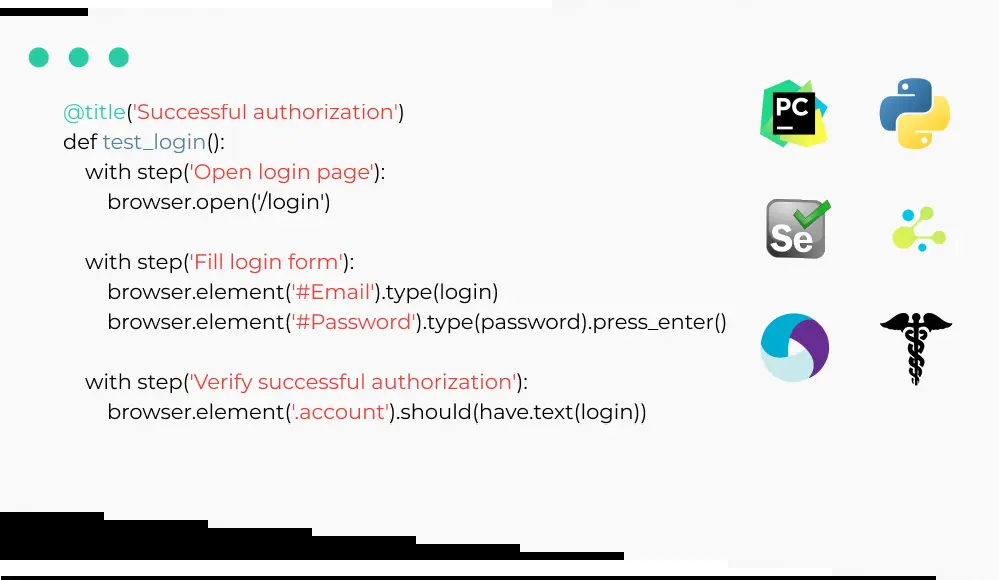 @title('Successful authorization')
def test_login():
with step('Open login page'):
browser.open('/login')
with step('Fill login form'):
browser.element('#Email').type(login)
browser.element('#Password').type(password).press_enter()
with step('Verify successful authorization'):
browser.element('.account').should(have.text(login))
PC
Se